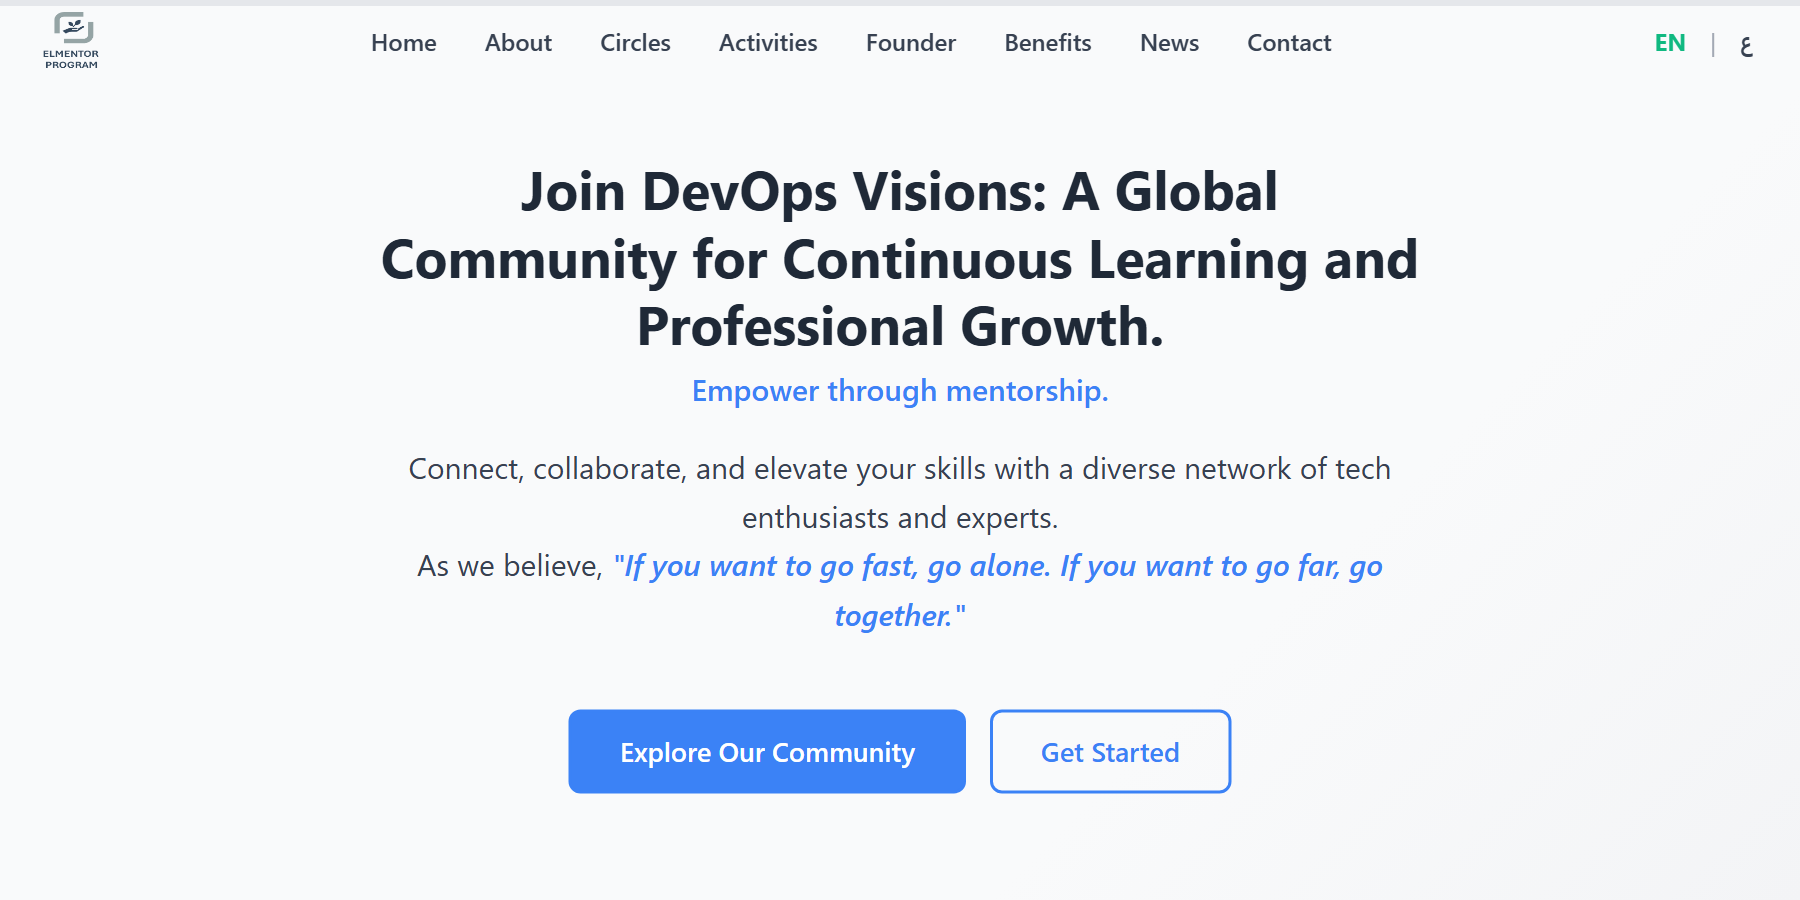 ELMENTOR
PROGRAM
Home
About
Circles
Activities
Founder
Benefits
News
Contact
EN | ع
Join DevOps Visions: A Global
Community for Continuous Learning and
Professional Growth.
Empower through mentorship.
Connect, collaborate, and elevate your skills with a diverse network of tech
enthusiasts and experts.
As we believe, "If you want to go fast, go alone. If you want to go far, go
together."
Explore Our Community
Get Started